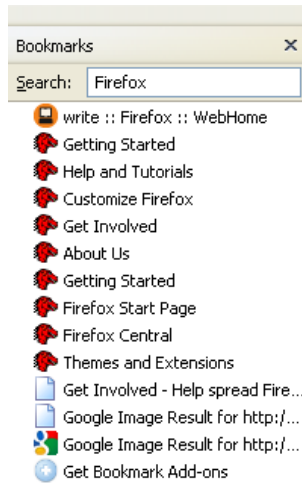 Bookmarks
Search: Firefox
write :: Firefox :: WebHome
Getting Started
Help and Tutorials
Customize Firefox
Get Involved
About Us
Getting Started
Firefox Start Page
Firefox Central
Themes and Extensions
Get Involved - Help spread Fire...
Google Image Result for http:/...
Google Image Result for http:/...
Get Bookmark Add-ons